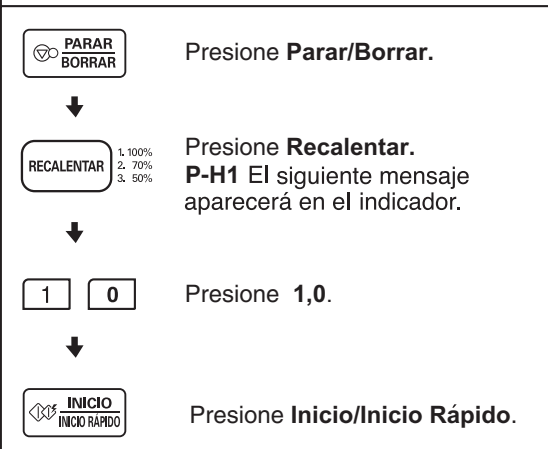 PARAR
BORRAR
Presione Parar/Borrar.
RECALENTAR
1. 100%
2. 70%
3. 50%
Presione Recalentar.
P-H1 El siguiente mensaje
aparecerá en el indicador.
1 0
Presione 1,0.
INICIO
INICIO RÁPIDO
Presione Inicio/Inicio Rápido.